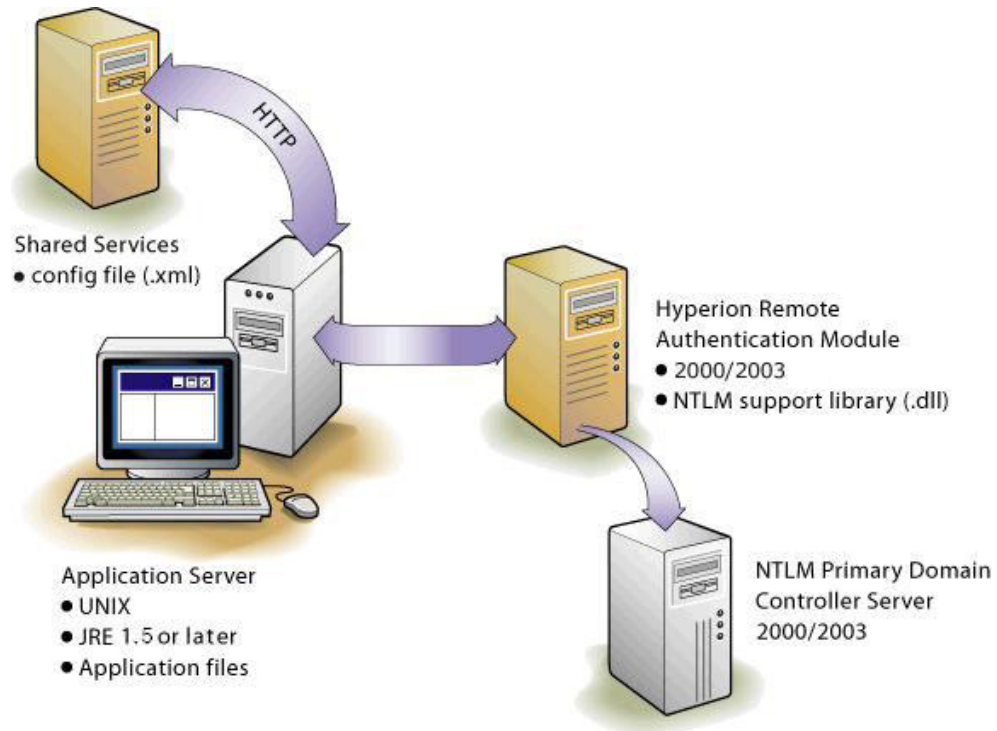 HTTP
Shared Services
● config file (.xml)
Hyperion Remote
Authentication Module
● 2000/2003
● NTLM support library (.dll)
Application Server
● UNIX
● JRE 1.5 or later
● Application files
NTLM Primary Domain
Controller Server
2000/2003